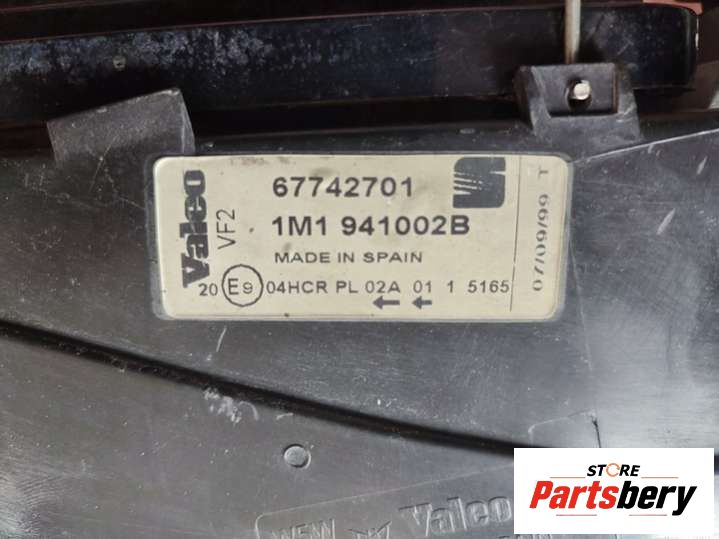 Valeo
VF2
67742701
1M1 941002B
MADE IN SPAIN
20 E9 04HCR PL 02A 01 1 5165
← ←
07/09/99 T
W5W Valeo
STORE
Partsbery